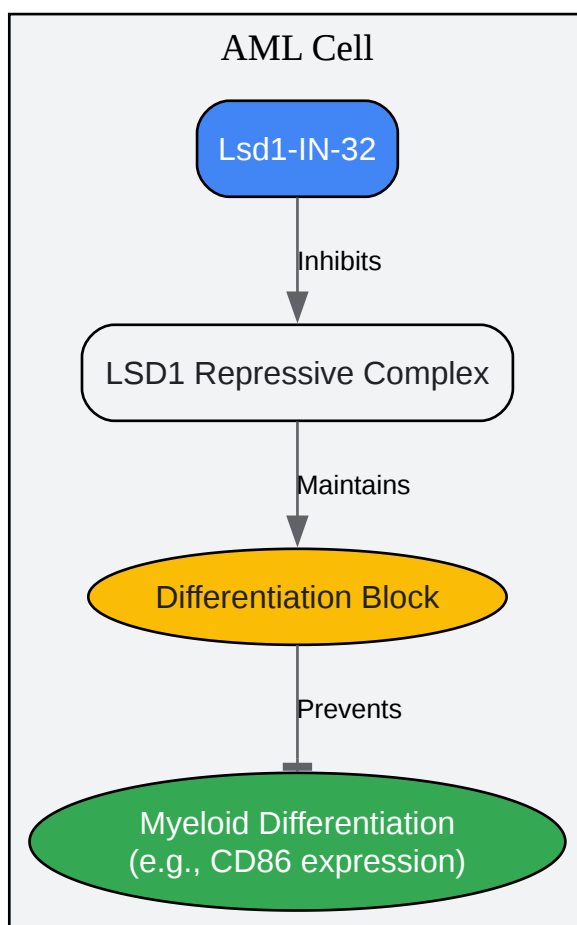 AML Cell
Lsd1-IN-32
Inhibits
LSD1 Repressive Complex
Maintains
Differentiation Block
Prevents
Myeloid Differentiation
(e.g., CD86 expression)